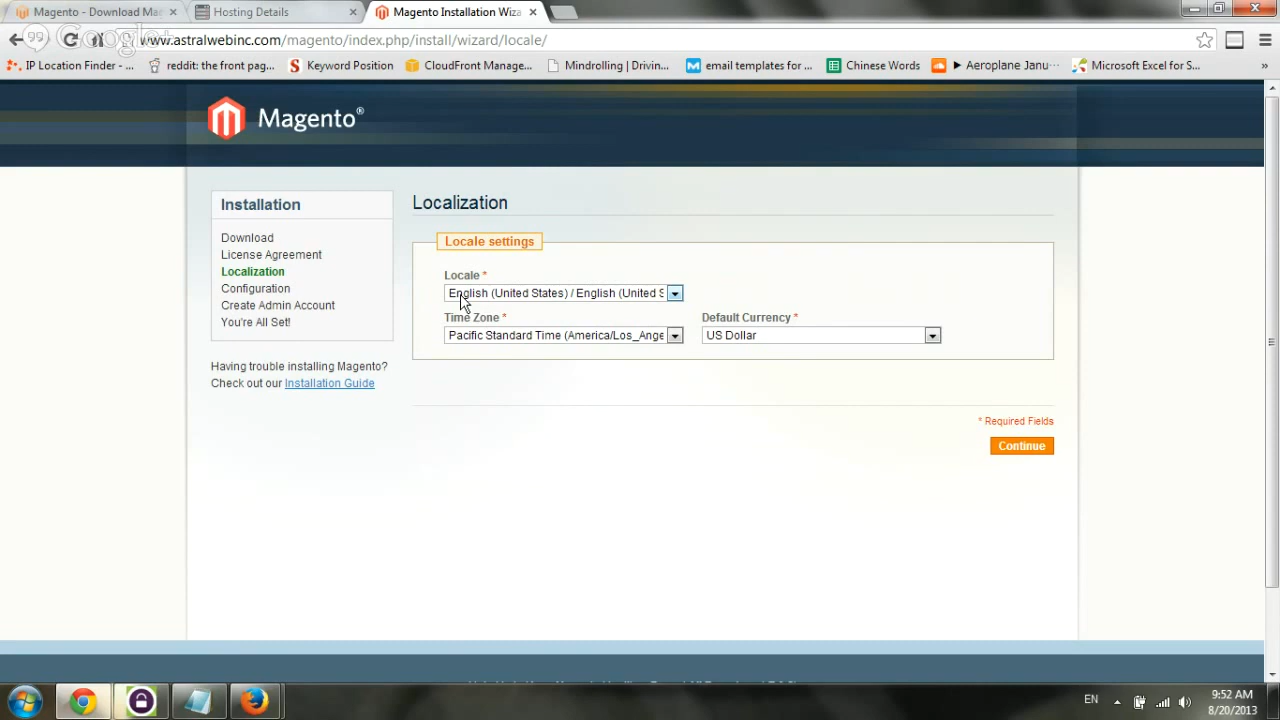 Magento - Download Ma
Hosting Details
Magento Installation Wiza
Google+
www.astralwebinc.com/magento/index.php/install/wizard/locale/
IP Location Finder - ...
reddit: the front pag...
Keyword Position
CloudFront Manage...
Mindrolling | Drivin...
email templates for ...
Chinese Words
► Aeroplane Janu...
Microsoft Excel for S...
»
Magento®
Installation
Download
License Agreement
Localization
Configuration
Create Admin Account
You're All Set!
Having trouble installing Magento?
Check out our Installation Guide
Localization
Locale settings
Locale *
English (United States) / English (United S
Time Zone *
Default Currency *
Pacific Standard Time (America/Los_Ange
US Dollar
* Required Fields
Continue
EN
9:52 AM
8/20/2013